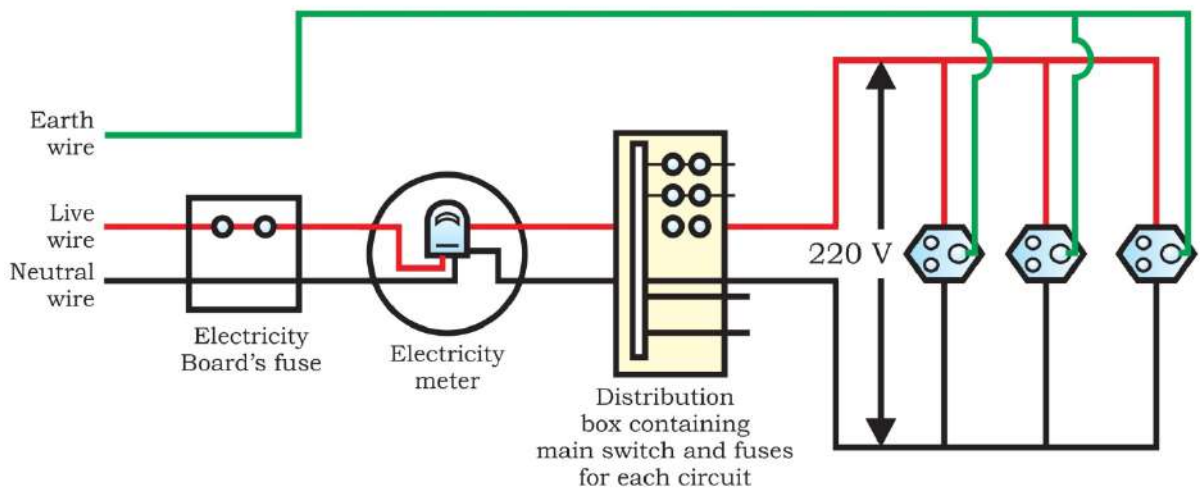 Earth
wire
Live
wire
Neutral
wire
Electricity
Board's fuse
Electricity
meter
Distribution
box containing
main switch and fuses
for each circuit
220 V